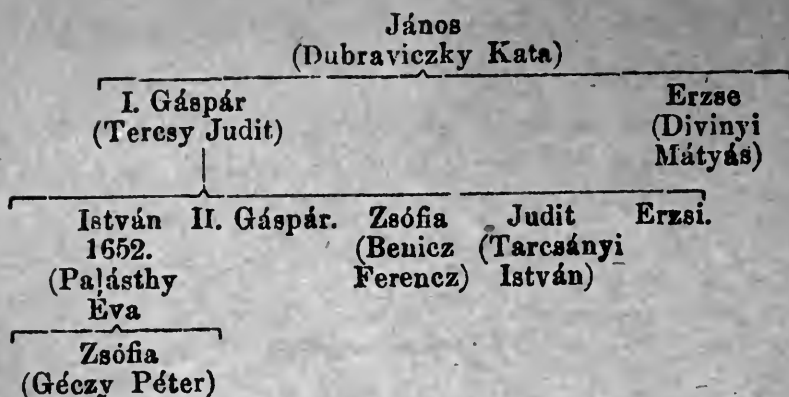 János
(Dubraviczky Kata)
I. Gáspár Erzse
(Tercsy Judit) (Divinyi
Mátyás)
István II. Gáspár. Zsófia Judit Erzsi.
1652. (Benicz (Tarcsányi
(Palásthy Ferencz) István)
Éva
Zsófia
(Géczy Péter)